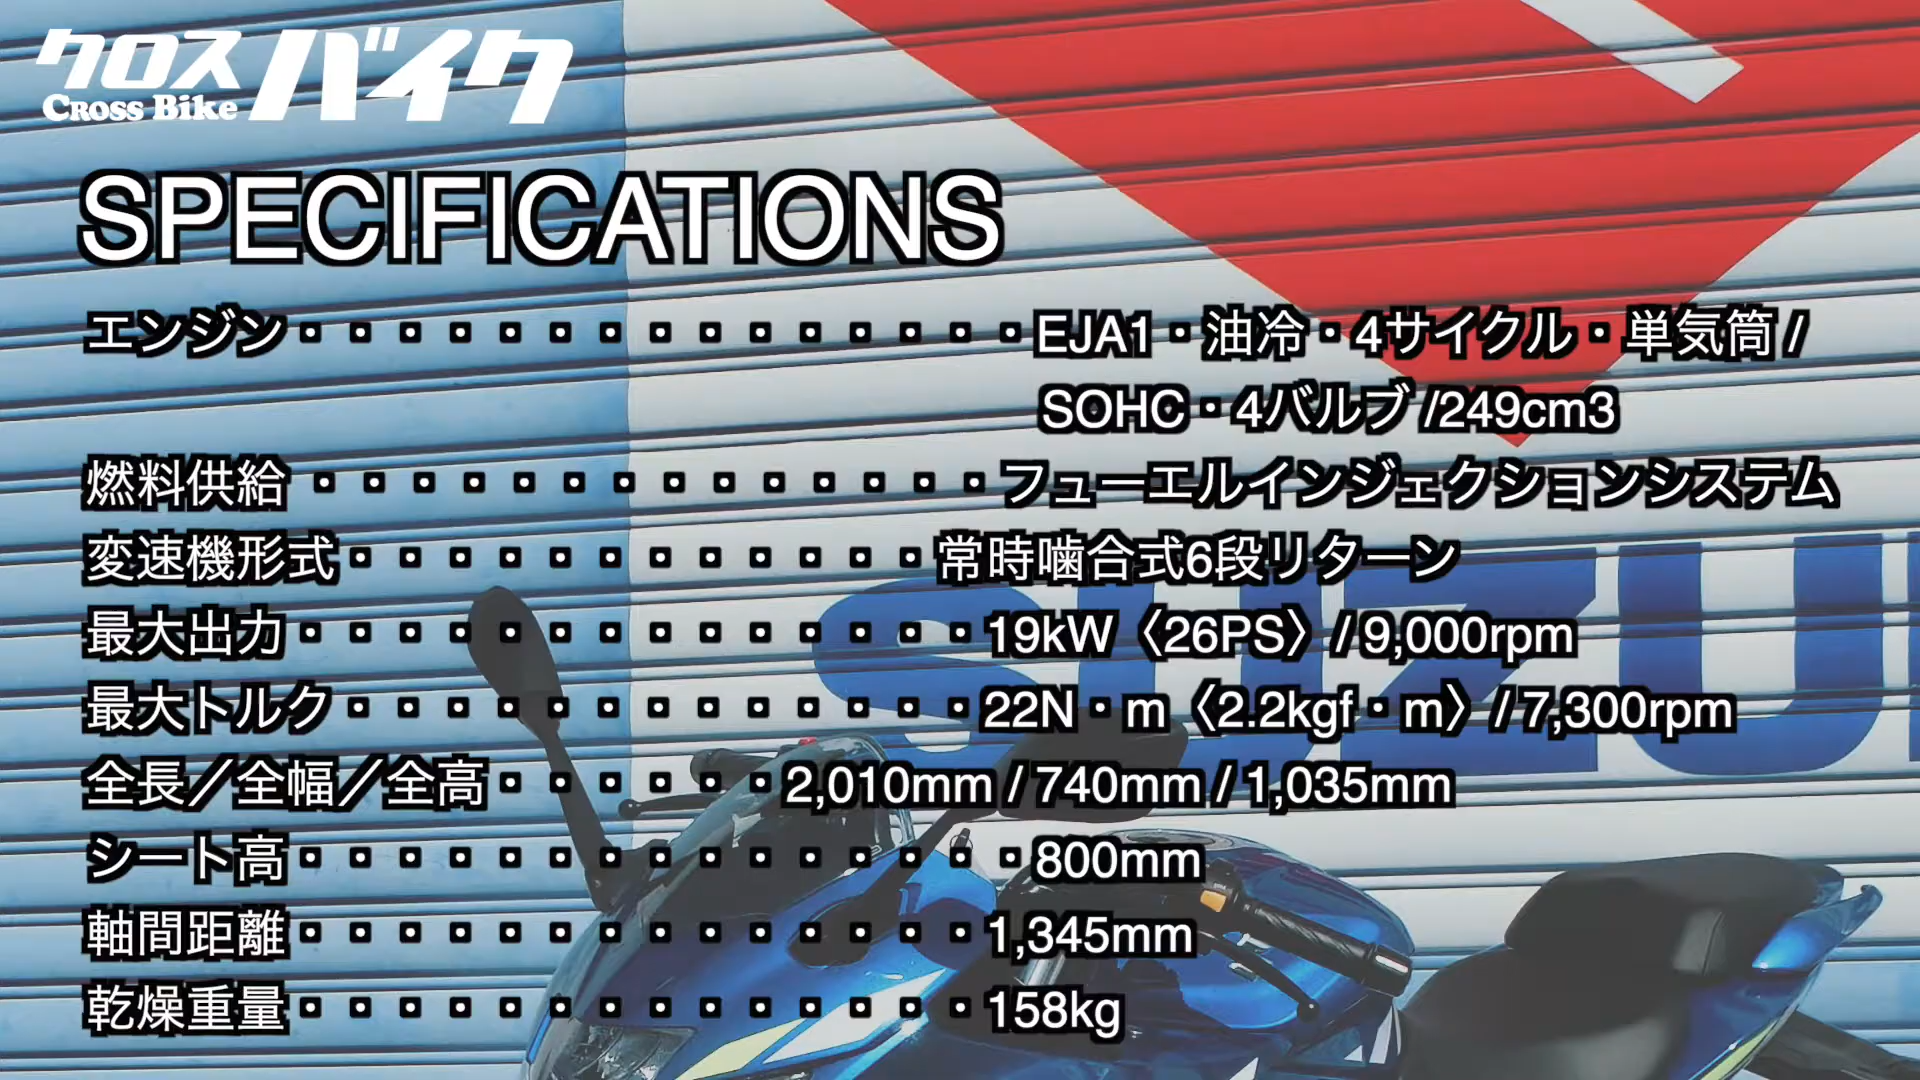 クロスバイク
CROSS BiKe
SPECIFICATIONS
エンジン・・・・・・・・・・・・・・・EJA1・油冷・4サイクル・単気筒 /
SOHC・4バルブ /249cm3
燃料供給 ・・・・・・・・・・・・・・フューエルインジェクションシステム
変速機形式・・・・・・・・・・・・常時噛合式6段リターン
最大出力・・・・・・・・・・・・・・19kW〈26PS〉/ 9,000rpm
最大トルク・・・・・・・・・・・・・22N・m〈2.2kgf・m〉/ 7,300rpm
全長／全幅／全高・・・・・・2,010mm / 740mm / 1,035mm
シート高・・・・・・・・・・・・・・・800mm
軸間距離・・・・・・・・・・・・・・1,345mm
乾燥重量・・・・・・・・・・・・・・158kg